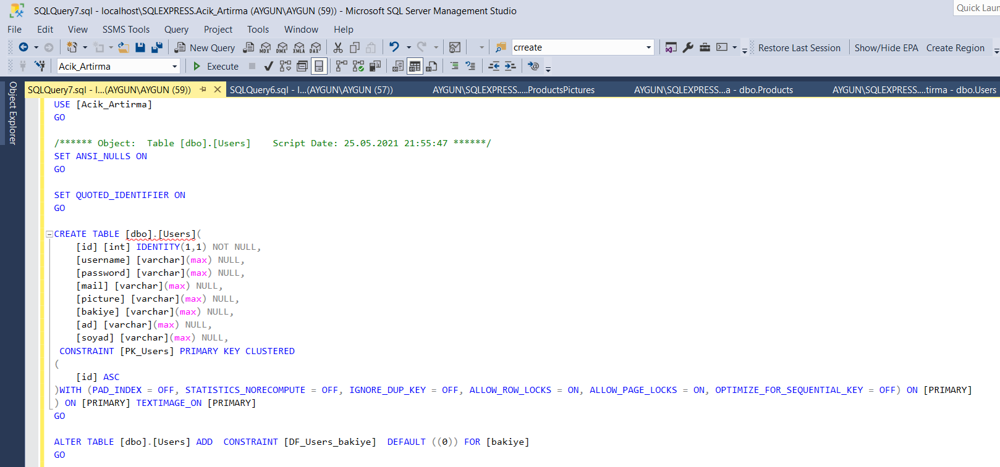 SQLQuery7.sql - localhost\SQLEXPRESS.Acik_Artirma (AYGUN\AYGUN (59)) - Microsoft SQL Server Management Studio
Quick Laun
File Edit View SSMS Tools Query Project Tools Window Help
New Query MDX DMX XMLA DAX crreate Restore Last Session Show/Hide EPA Create Region
Acik_Artirma Execute
Object Explorer
SQLQuery7.sql - l...(AYGUN\AYGUN (59)) SQLQuery6.sql - l...(AYGUN\AYGUN (57)) AYGUN\SQLEXPRESS.....ProductsPictures AYGUN\SQLEXPRESS...a - dbo.Products AYGUN\SQLEXPRESS....tirma - dbo.Users
USE [Acik_Artirma]
GO
/****** Object:  Table [dbo].[Users]    Script Date: 25.05.2021 21:55:47 ******/
SET ANSI_NULLS ON
GO
SET QUOTED_IDENTIFIER ON
GO
CREATE TABLE [dbo].[Users](
[id] [int] IDENTITY(1,1) NOT NULL,
[username] [varchar](max) NULL,
[password] [varchar](max) NULL,
[mail] [varchar](max) NULL,
[picture] [varchar](max) NULL,
[bakiye] [varchar](max) NULL,
[ad] [varchar](max) NULL,
[soyad] [varchar](max) NULL,
CONSTRAINT [PK_Users] PRIMARY KEY CLUSTERED
(
[id] ASC
)WITH (PAD_INDEX = OFF, STATISTICS_NORECOMPUTE = OFF, IGNORE_DUP_KEY = OFF, ALLOW_ROW_LOCKS = ON, ALLOW_PAGE_LOCKS = ON, OPTIMIZE_FOR_SEQUENTIAL_KEY = OFF) ON [PRIMARY]
) ON [PRIMARY] TEXTIMAGE_ON [PRIMARY]
GO
ALTER TABLE [dbo].[Users] ADD  CONSTRAINT [DF_Users_bakiye]  DEFAULT ((0)) FOR [bakiye]
GO